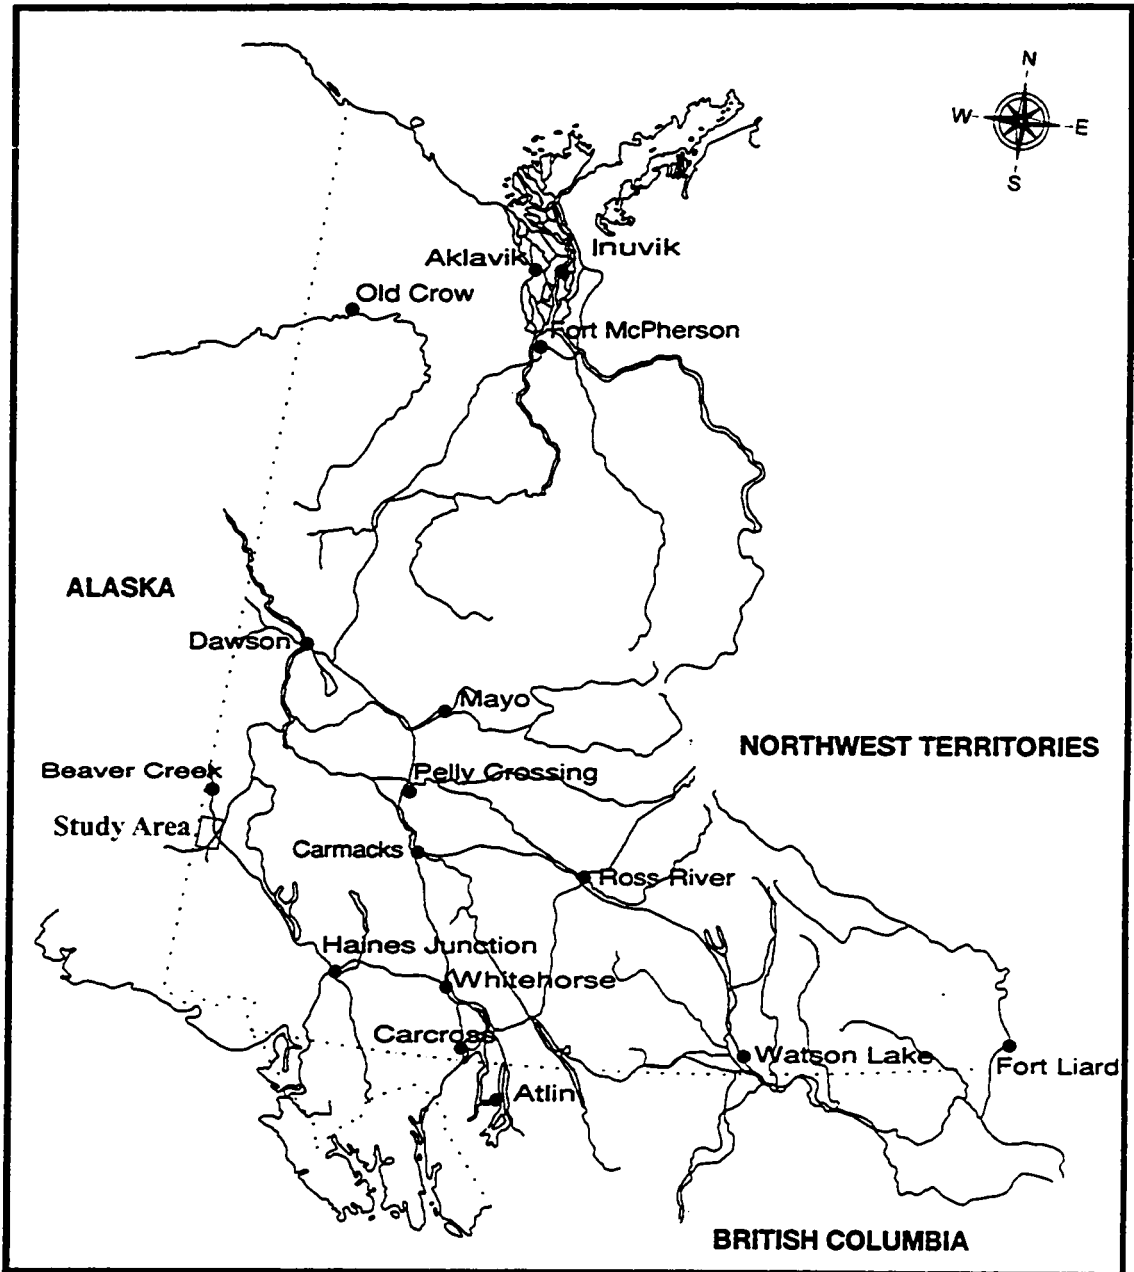 N
W
E
S
Inuvik
Aklavik
Old Crow
Fort McPherson
ALASKA
Dawson
Mayo
NORTHWEST TERRITORIES
Beaver Creek
Pelly Crossing
Study Area
Carmacks
Ross River
Haines Junction
Whitehorse
Carcross
Watson Lake
Fort Liard
Atlin
BRITISH COLUMBIA